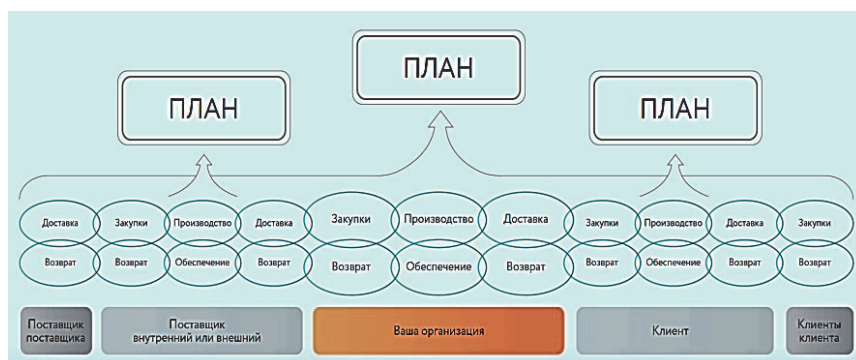 ПЛАН
ПЛАН
ПЛАН
Доставка Закупки Производство Доставка Закупки Производство Доставка Закупки Производство Доставка Закупки
Возврат Возврат Обеспечение Возврат Возврат Обеспечение Возврат Возврат Обеспечение Возврат Возврат
Поставщик
поставщика
Поставщик
внутренний или внешний
Ваша организация
Клиент
Клиенты
клиента